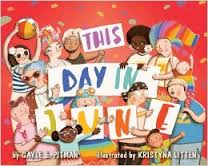 THIS
DAY IN
JUNE
by GAYLE E. PITMAN
illustrated by KRISTYNA LITTEN